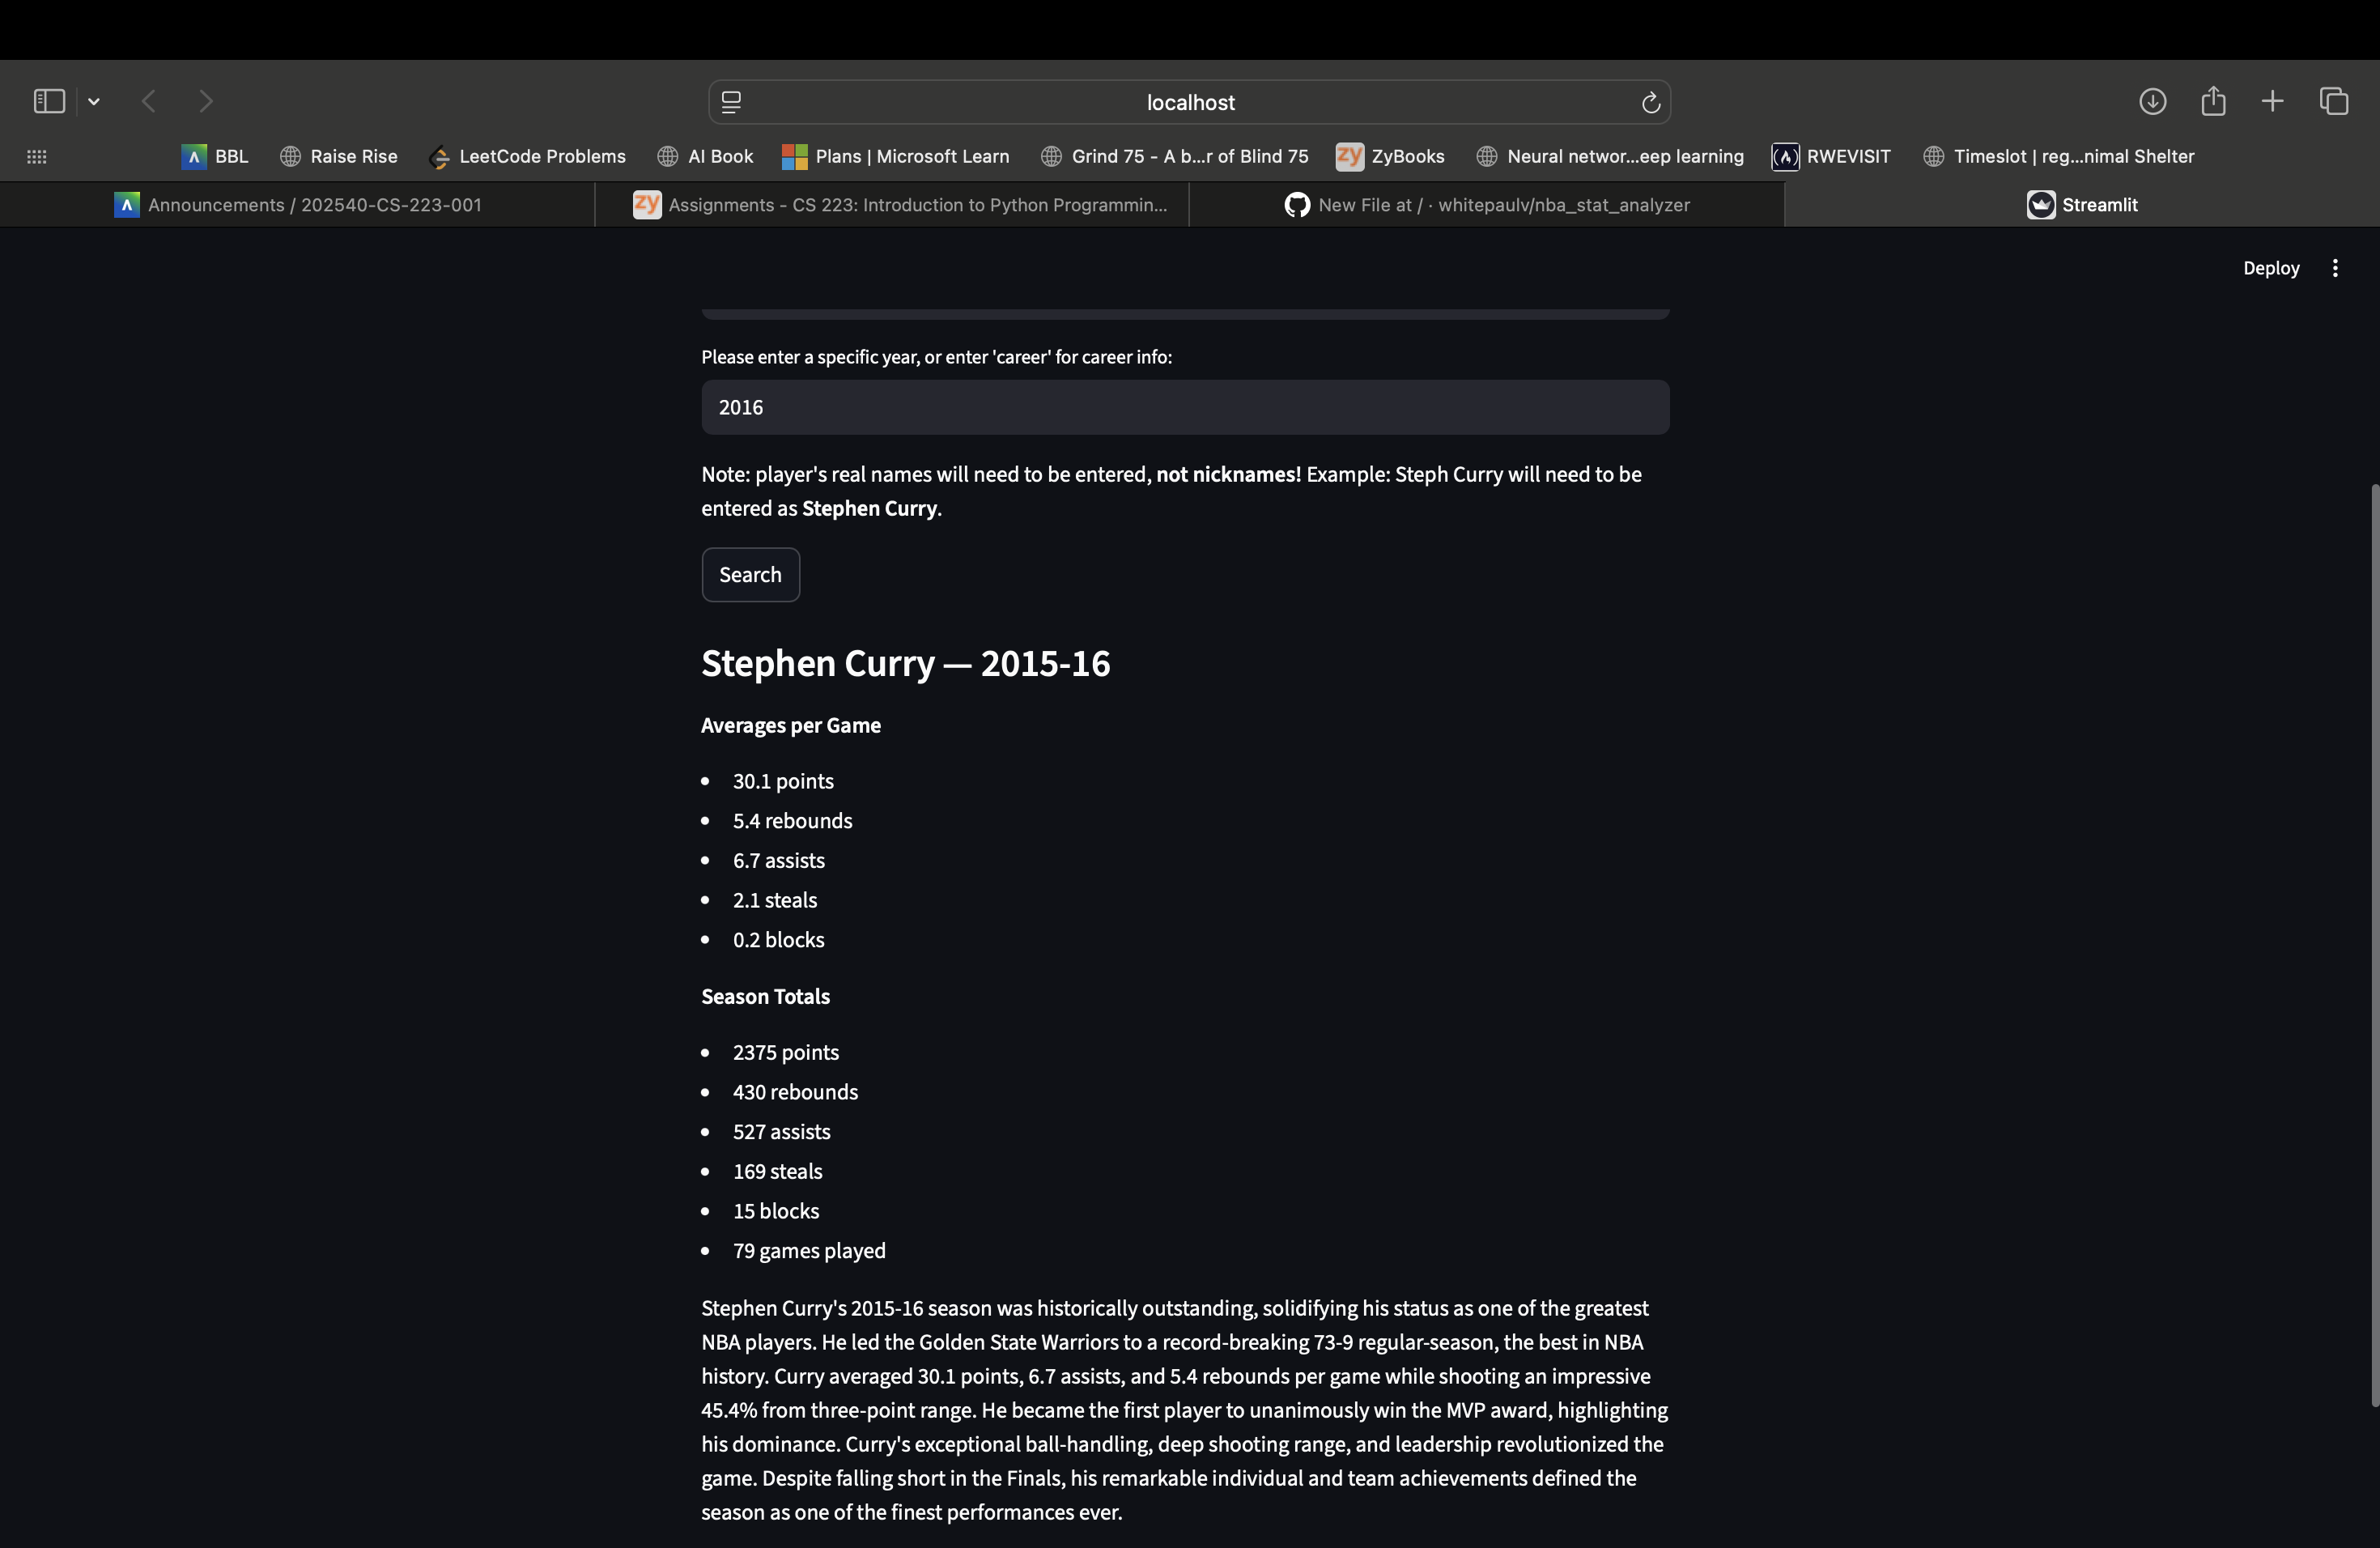 localhost
BBL
Raise Rise
LeetCode Problems
AI Book
Plans | Microsoft Learn
Grind 75 - A b...r of Blind 75
zy ZyBooks
Neural networ...eep learning
RWEVISIT
Timeslot | reg...nimal Shelter
Announcements / 202540-CS-223-001
zy Assignments - CS 223: Introduction to Python Programmin...
New File at / · whitepaulv/nba_stat_analyzer
Streamlit
Deploy
Please enter a specific year, or enter 'career' for career info:
2016
Note: player's real names will need to be entered, not nicknames! Example: Steph Curry will need to be
entered as Stephen Curry.
Search
Stephen Curry — 2015-16
Averages per Game
• 30.1 points
• 5.4 rebounds
• 6.7 assists
• 2.1 steals
• 0.2 blocks
Season Totals
• 2375 points
• 430 rebounds
• 527 assists
• 169 steals
• 15 blocks
• 79 games played
Stephen Curry's 2015-16 season was historically outstanding, solidifying his status as one of the greatest
NBA players. He led the Golden State Warriors to a record-breaking 73-9 regular-season, the best in NBA
history. Curry averaged 30.1 points, 6.7 assists, and 5.4 rebounds per game while shooting an impressive
45.4% from three-point range. He became the first player to unanimously win the MVP award, highlighting
his dominance. Curry's exceptional ball-handling, deep shooting range, and leadership revolutionized the
game. Despite falling short in the Finals, his remarkable individual and team achievements defined the
season as one of the finest performances ever.